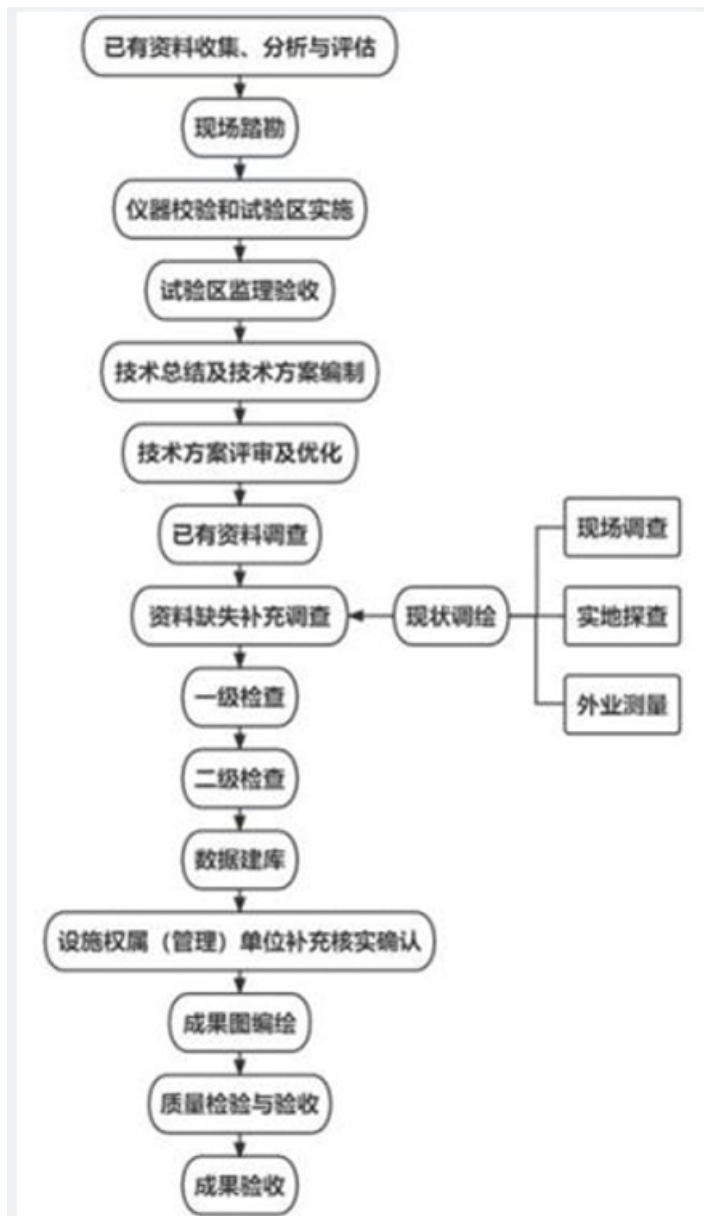 已有资料收集、分析与评估
现场踏勘
仪器校验和试验区实施
试验区监理验收
技术总结及技术方案编制
技术方案评审及优化
已有资料调查
现场调查
资料缺失补充调查
现状调绘
实地探查
外业测量
一级检查
二级检查
数据建库
设施权属（管理）单位补充核实确认
成果图编绘
质量检验与验收
成果验收